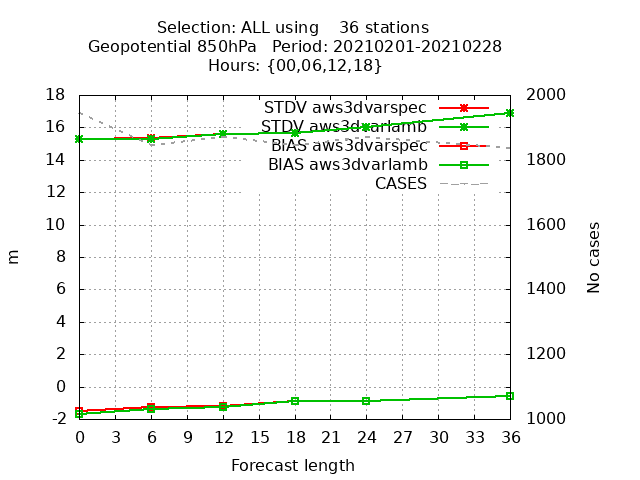 Selection: ALL using    36 stations
Geopotential 850hPa   Period: 20210201-20210228
Hours: {00,06,12,18}
STDV aws3dvarspec
STDV aws3dvarlamb
BIAS aws3dvarspec
BIAS aws3dvarlamb
CASES
18
16
14
12
10
8
6
4
2
0
-2
m
2000
1800
1600
1400
1200
1000
No cases
0 3 6 9 12 15 18 21 24 27 30 33 36
Forecast length